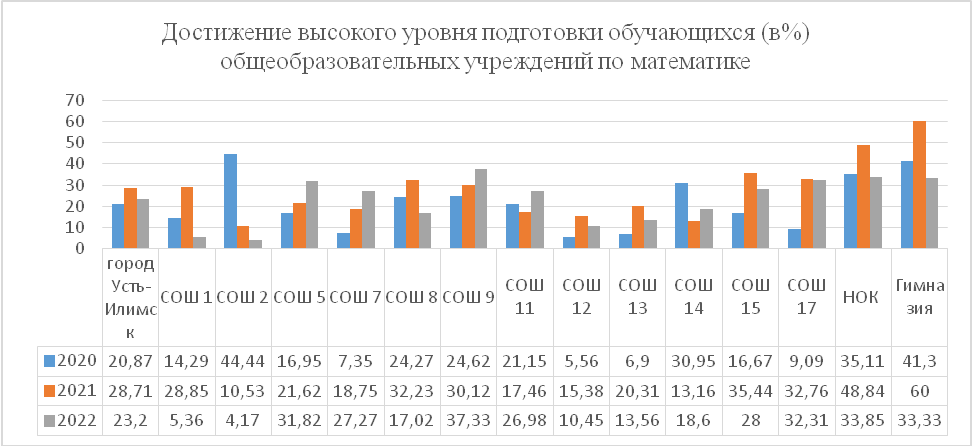 Достижение высокого уровня подготовки обучающихся (в%)
общеобразовательных учреждений по математике
70
60
50
40
30
20
10
0
город
Усть-
Илимс
к
СОШ 1
СОШ 2
СОШ 5
СОШ 7
СОШ 8
СОШ 9
СОШ
11
СОШ
12
СОШ
13
СОШ
14
СОШ
15
СОШ
17
НОК
Гимна
зия
2020 20,87 14,29 44,44 16,95 7,35 24,27 24,62 21,15 5,56 6,9 30,95 16,67 9,09 35,11 41,3
2021 28,71 28,85 10,53 21,62 18,75 32,23 30,12 17,46 15,38 20,31 13,16 35,44 32,76 48,84 60
2022 23,2 5,36 4,17 31,82 27,27 17,02 37,33 26,98 10,45 13,56 18,6 28 32,31 33,85 33,33